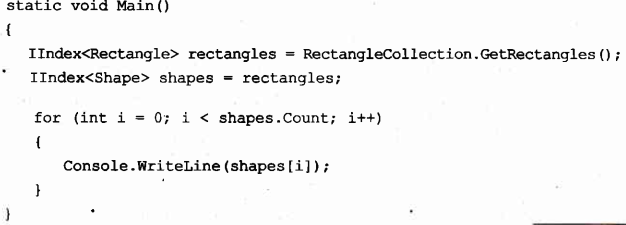 static void Main()
{
IIndex<Rectangle> rectangles = RectangleCollection.GetRectangles();
IIndex<Shape> shapes = rectangles;
for (int i = 0; i < shapes.Count; i++)
{
Console.WriteLine(shapes[i]);
}
}